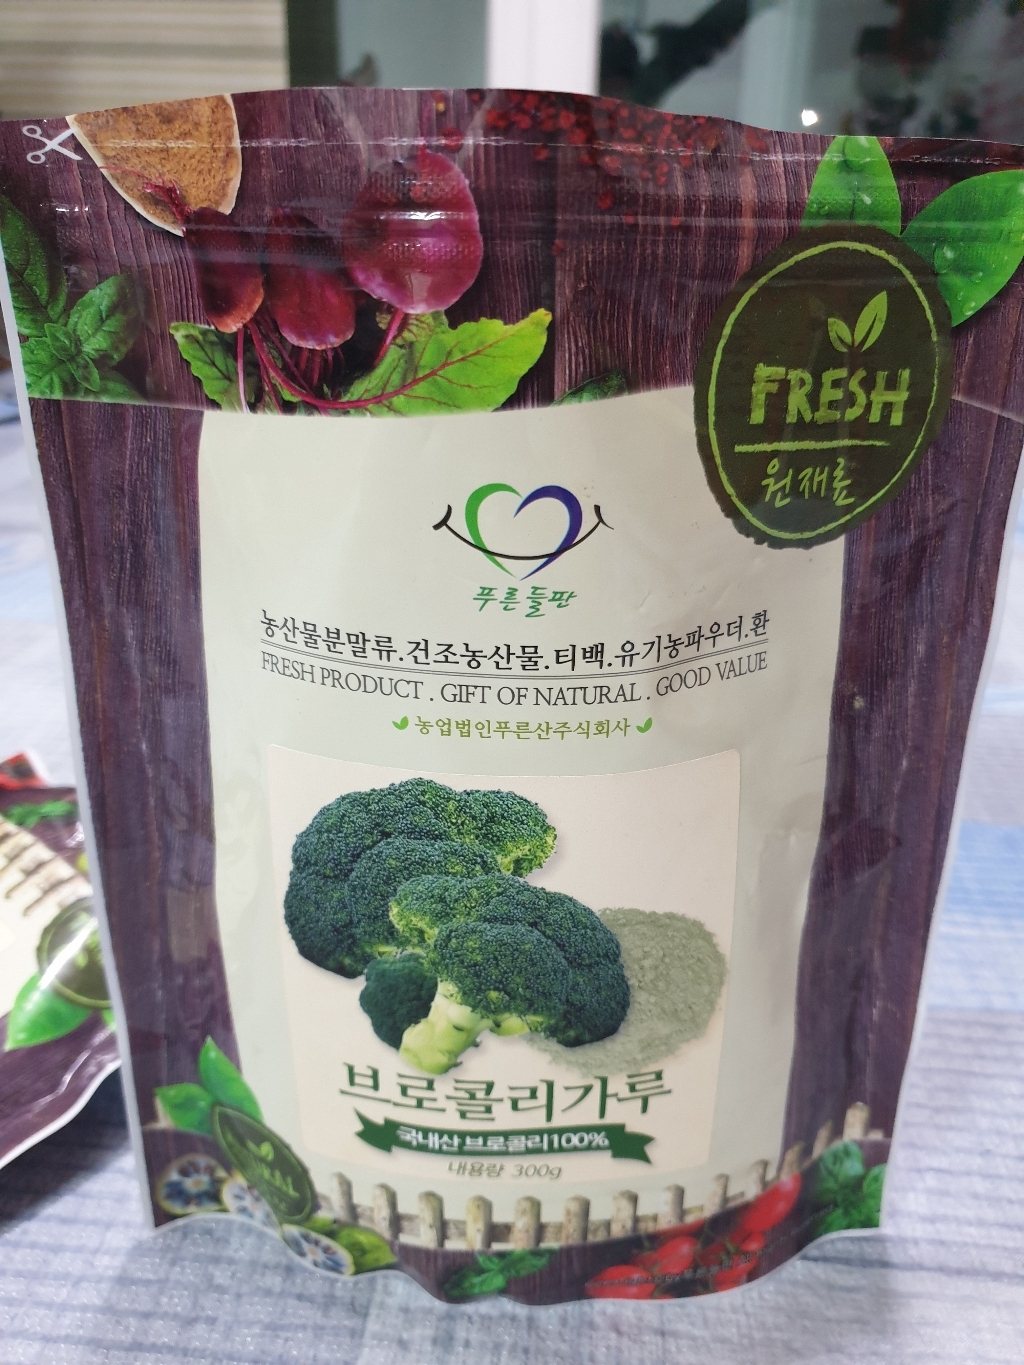 FRESH
원재료
푸른들판
농산물분말류.건조농산물.티백.유기농파우더.환
FRESH PRODUCT . GIFT OF NATURAL . GOOD VALUE
농업법인푸른산주식회사
브로콜리가루
국내산 브로콜리100%
내용량 300g